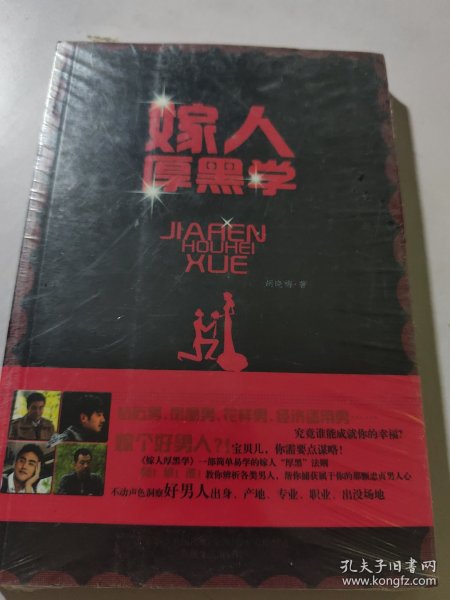 嫁人
厚黑学
JIAREN
HOUHEI
XUE
胡晓梅·著
究竟谁能成就你的幸福?
嫁个好男人?!宝贝儿,你需要点谋略!
《嫁人厚黑学》一部简单易学的嫁人“厚黑”法则
教你辨析各类男人,帮你捕获属于你的那颗忠贞男人心
不动声色洞察好男人出身、产地、专业、职业、出没场地
孔夫子旧书网
book.kongfz.com